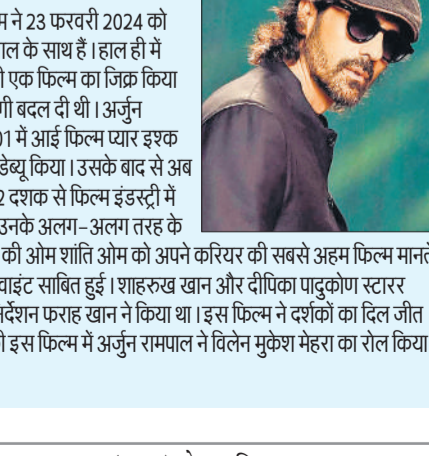 म ने 23 फरवरी 2024 को
ाल के साथ हैं । हाल ही में
एक फिल्म का जिक्र किया
गी बदल दी थी । अर्जुन
01 में आई फिल्म प्यार इश्क
डेब्यू किया । उसके बाद से अब
2 दशक से फिल्म इंडस्ट्री में
उनके अलग-अलग तरह के
की ओम शांति ओम को अपने करियर की सबसे अहम फिल्म मानते
वाइंट साबित हुई । शाहरुख खान और दीपिका पादुकोण स्टारर
र्देशन फराह खान ने किया था । इस फिल्म ने दर्शकों का दिल जीत
इस फिल्म में अर्जुन रामपाल ने विलेन मुकेश मेहरा का रोल किया